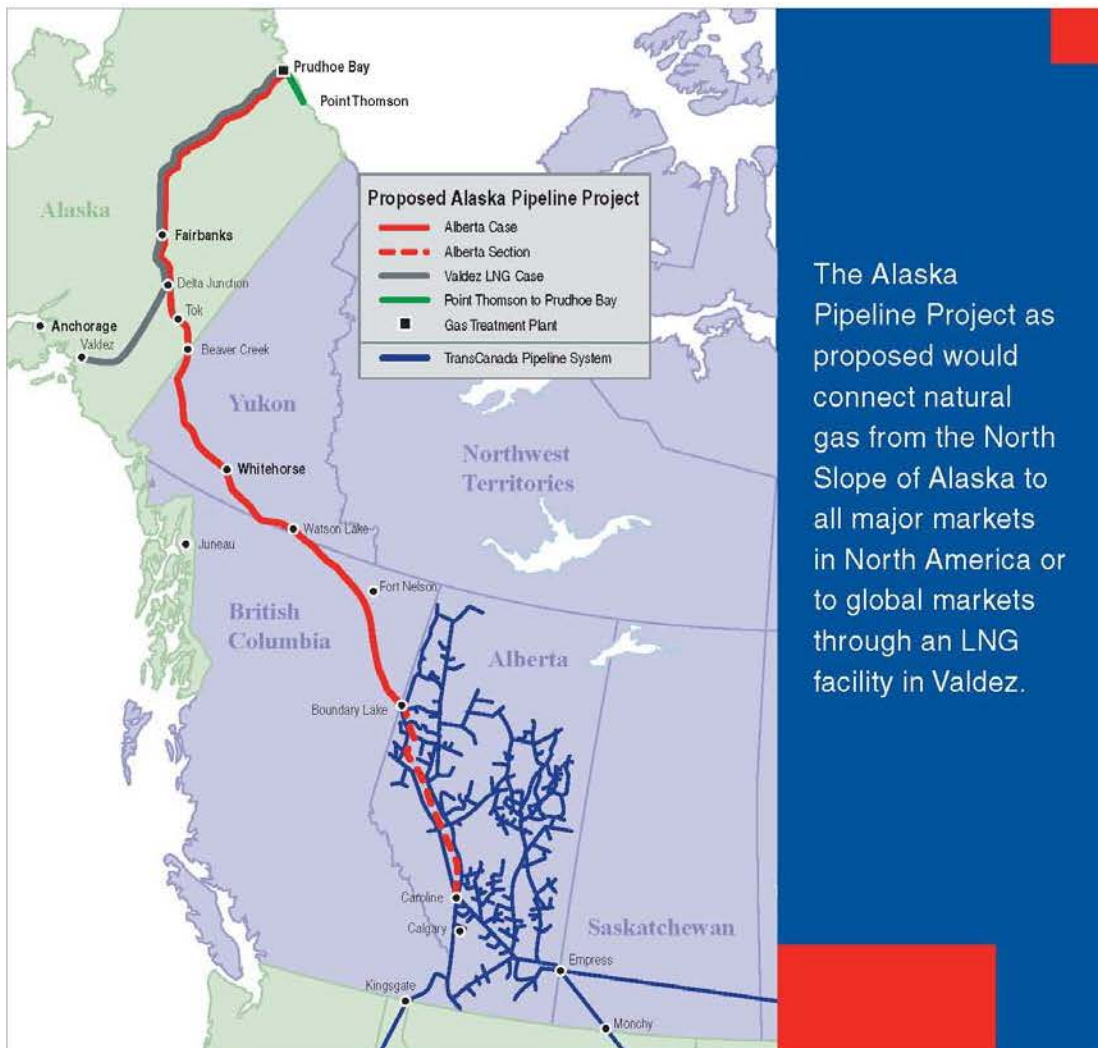 Prudhoe Bay
Point Thomson
Proposed Alaska Pipeline Project
Alberta Case
Alberta Section
Valdez LNG Case
Point Thomson to Prudhoe Bay
Gas Treatment Plant
TransCanada Pipeline System
Alaska
Fairbanks
Delta Junction
Tok
Anchorage
Valdez
Beaver Creek
Yukon
Northwest
Territories
Whitehorse
Watson Lake
Juneau
Fort Nelson
British
Columbia
Alberta
Boundary Lake
Caroline
Calgary
Saskatchewan
Empress
Kingsgate
Monchy
The Alaska
Pipeline Project as
proposed would
connect natural
gas from the North
Slope of Alaska to
all major markets
in North America or
to global markets
through an LNG
facility in Valdez.